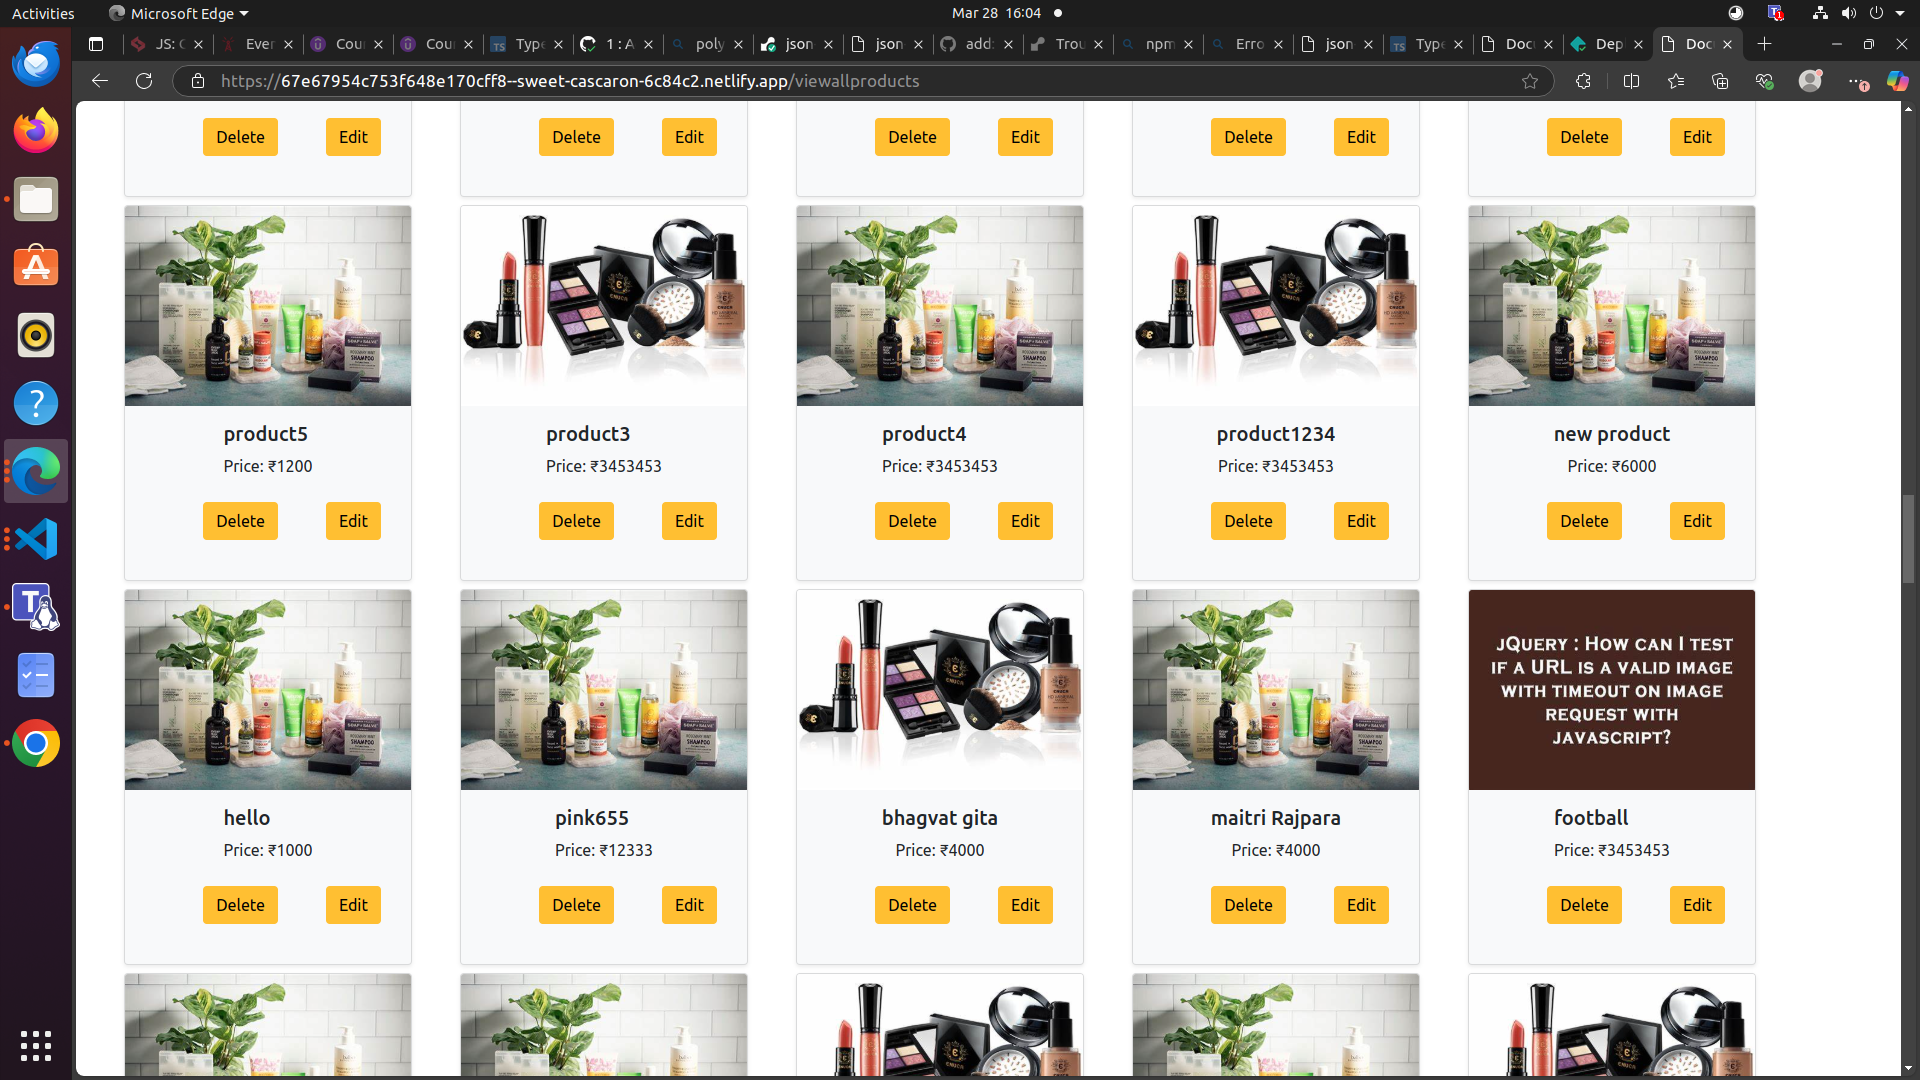 Activities Microsoft Edge Mar 28 16:04
JS: C Ever Cour Cour Type 1 : A poly json json add: Trou npm Erro json Type Docu Depl Docu
https://67e67954c753f648e170cff8--sweet-cascaron-6c84c2.netlify.app/viewallproducts
Delete Edit Delete Edit Delete Edit Delete Edit Delete Edit
product5 product3 product4 product1234 new product
Price: ₹1200 Price: ₹3453453 Price: ₹3453453 Price: ₹3453453 Price: ₹6000
Delete Edit Delete Edit Delete Edit Delete Edit Delete Edit
JQUERY : HOW CAN I TEST
IF A URL IS A VALID IMAGE
WITH TIMEOUT ON IMAGE
REQUEST WITH
JAVASCRIPT?
hello pink655 bhagvat gita maitri Rajpara football
Price: ₹1000 Price: ₹12333 Price: ₹4000 Price: ₹4000 Price: ₹3453453
Delete Edit Delete Edit Delete Edit Delete Edit Delete Edit